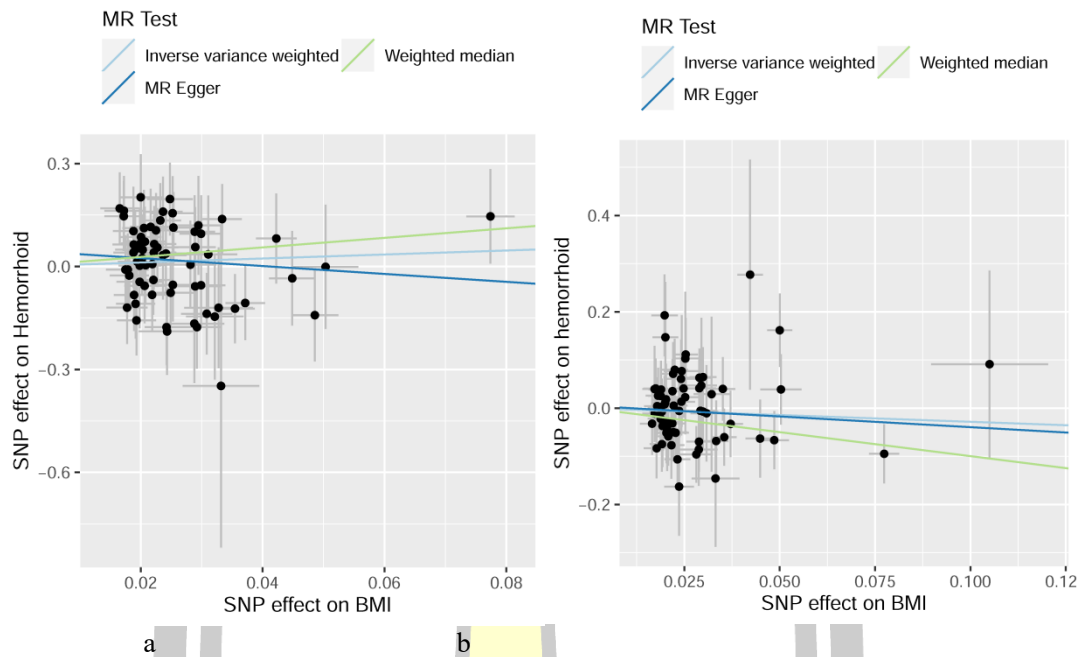 MR Test
Inverse variance weighted
Weighted median
MR Egger
SNP effect on Hemorrhoid
0.3
0.0
−0.3
−0.6
0.02
0.04
0.06
0.08
SNP effect on BMI
a
MR Test
Inverse variance weighted
Weighted median
MR Egger
SNP effect on hemorrhoid
0.4
0.2
0.0
−0.2
0.025
0.050
0.075
0.100
0.12
SNP effect on BMI
b